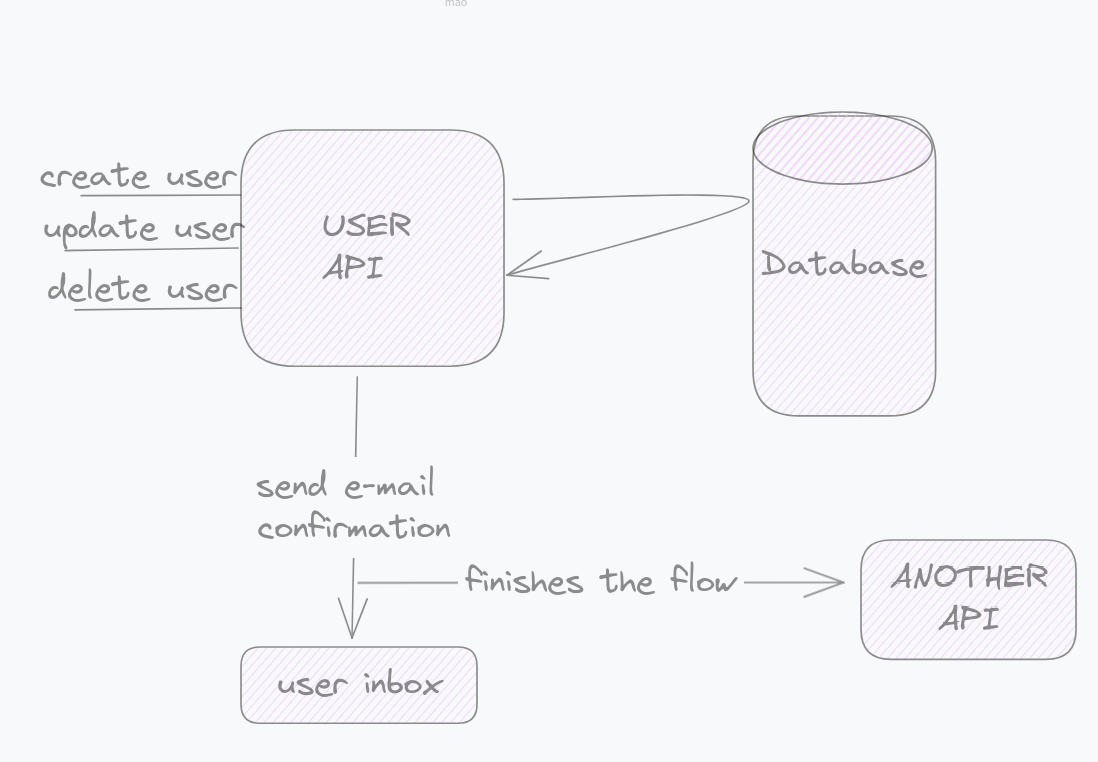 mao
create user
update user
delete user
USER
API
Database
send e-mail
confirmation
finishes the flow
ANOTHER
API
user inbox